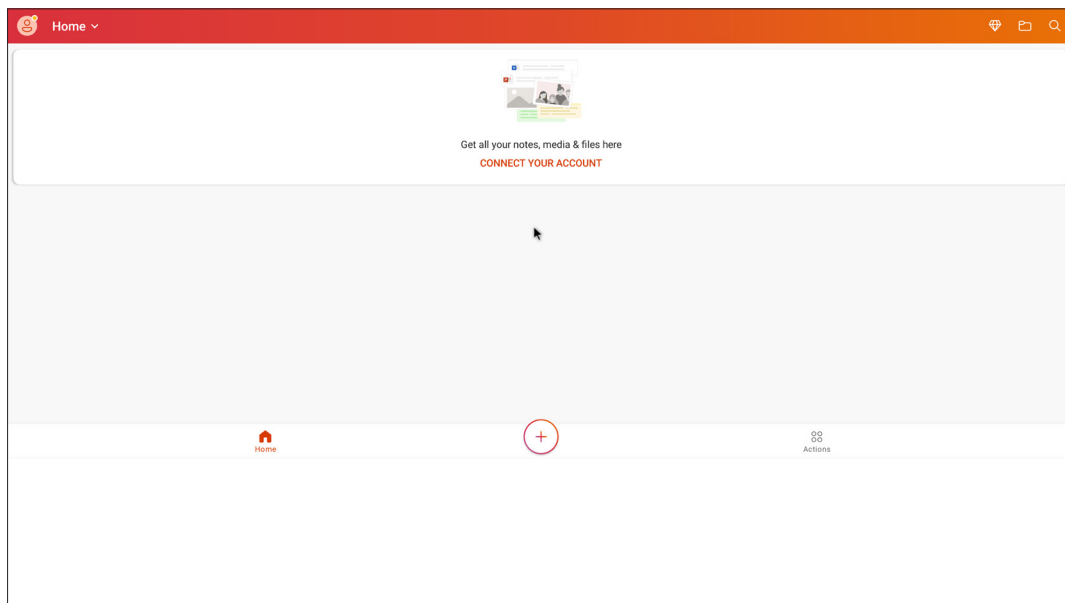 Home
Get all your notes, media & files here
CONNECT YOUR ACCOUNT
Home
Actions